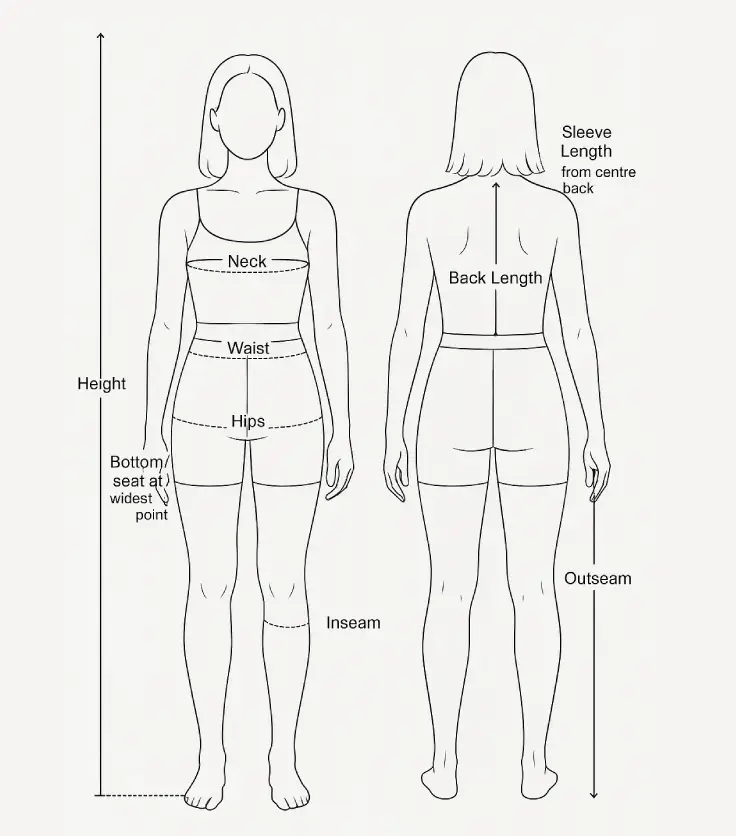 Sleeve
Length
from centre
back
Neck
Back Length
Waist
Height
Hips
Bottom/
seat at
widest
point
Outseam
Inseam